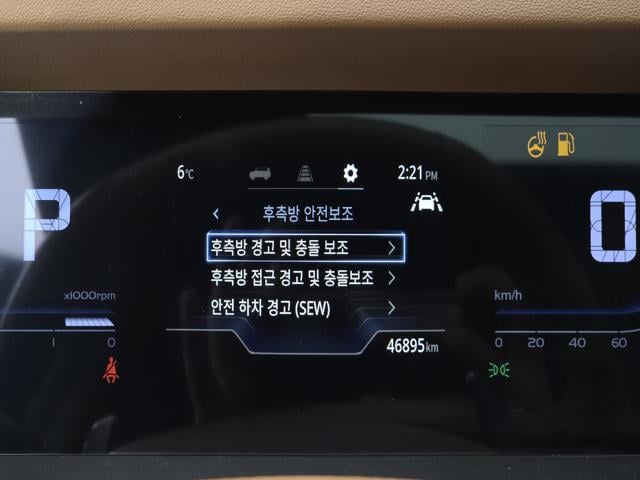 6℃
2:21PM
후측방 안전보조
P
0
후측방 경고 및 충돌 보조
후측방 접근 경고 및 충돌보조
안전 하차 경고 (SEW)
x1000rpm
km/h
1 0
0 20 40 60
46895km